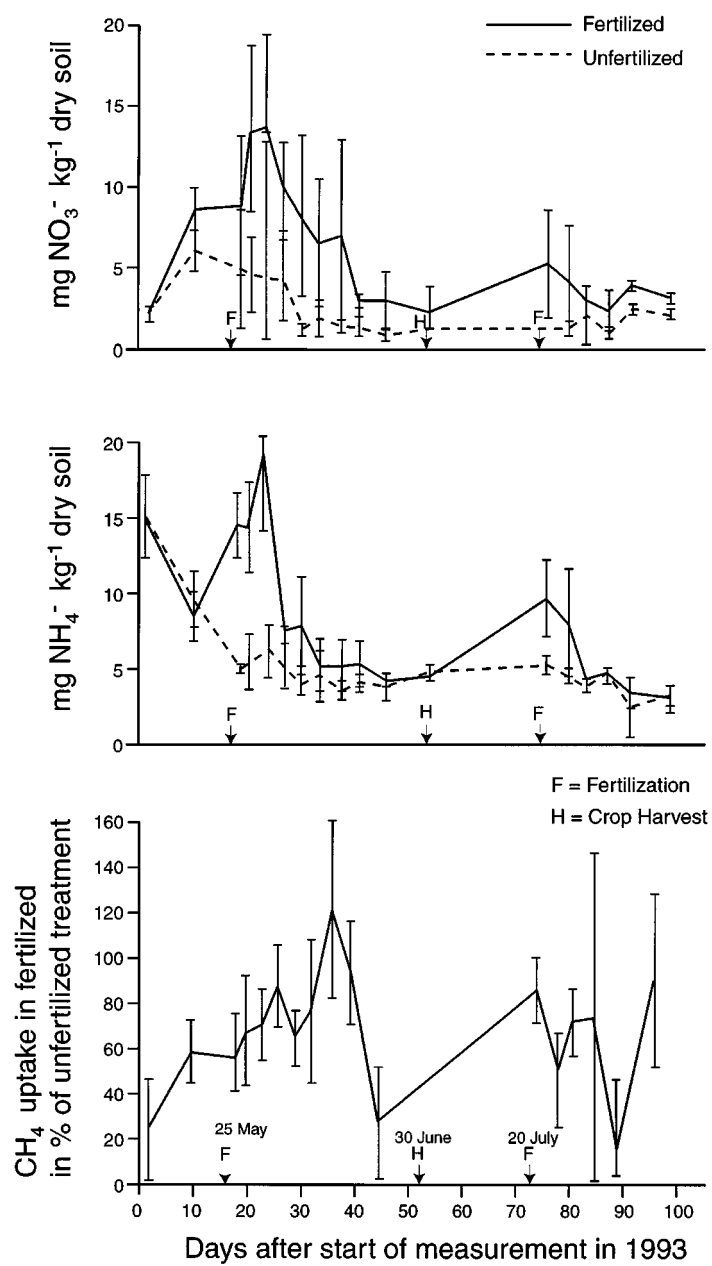 Fertilized
Unfertilized
mg NO₃⁻ kg⁻¹ dry soil
20
15
10
5
0
F
H
F
mg NH₄⁻ kg⁻¹ dry soil
20
15
10
5
0
F
H
F
F = Fertilization
H = Crop Harvest
CH₄ uptake in fertilized
in % of unfertilized treatment
160
140
120
100
80
60
40
20
0
25 May
F
30 June
H
20 July
F
0 10 20 30 40 50 60 70 80 90 100
Days after start of measurement in 1993